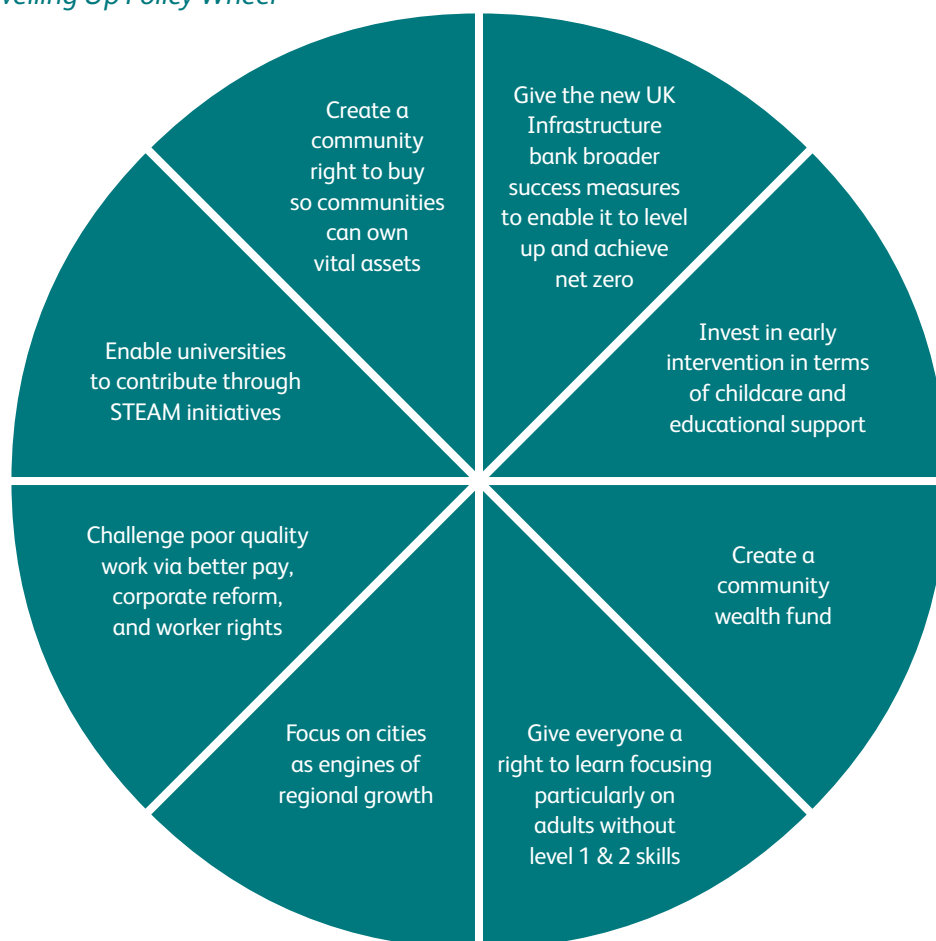 velling Up Policy Wheel
Create a
community
right to buy
so communities
can own
vital assets
Give the new UK
Infrastructure
bank broader
success measures
to enable it to level
up and achieve
net zero
Enable universities
to contribute through
STEAM initiatives
Invest in early
intervention in terms
of childcare and
educational support
Challenge poor quality
work via better pay,
corporate reform,
and worker rights
Create a
community
wealth fund
Focus on cities
as engines of
regional growth
Give everyone a
right to learn focusing
particularly on
adults without
level 1 & 2 skills